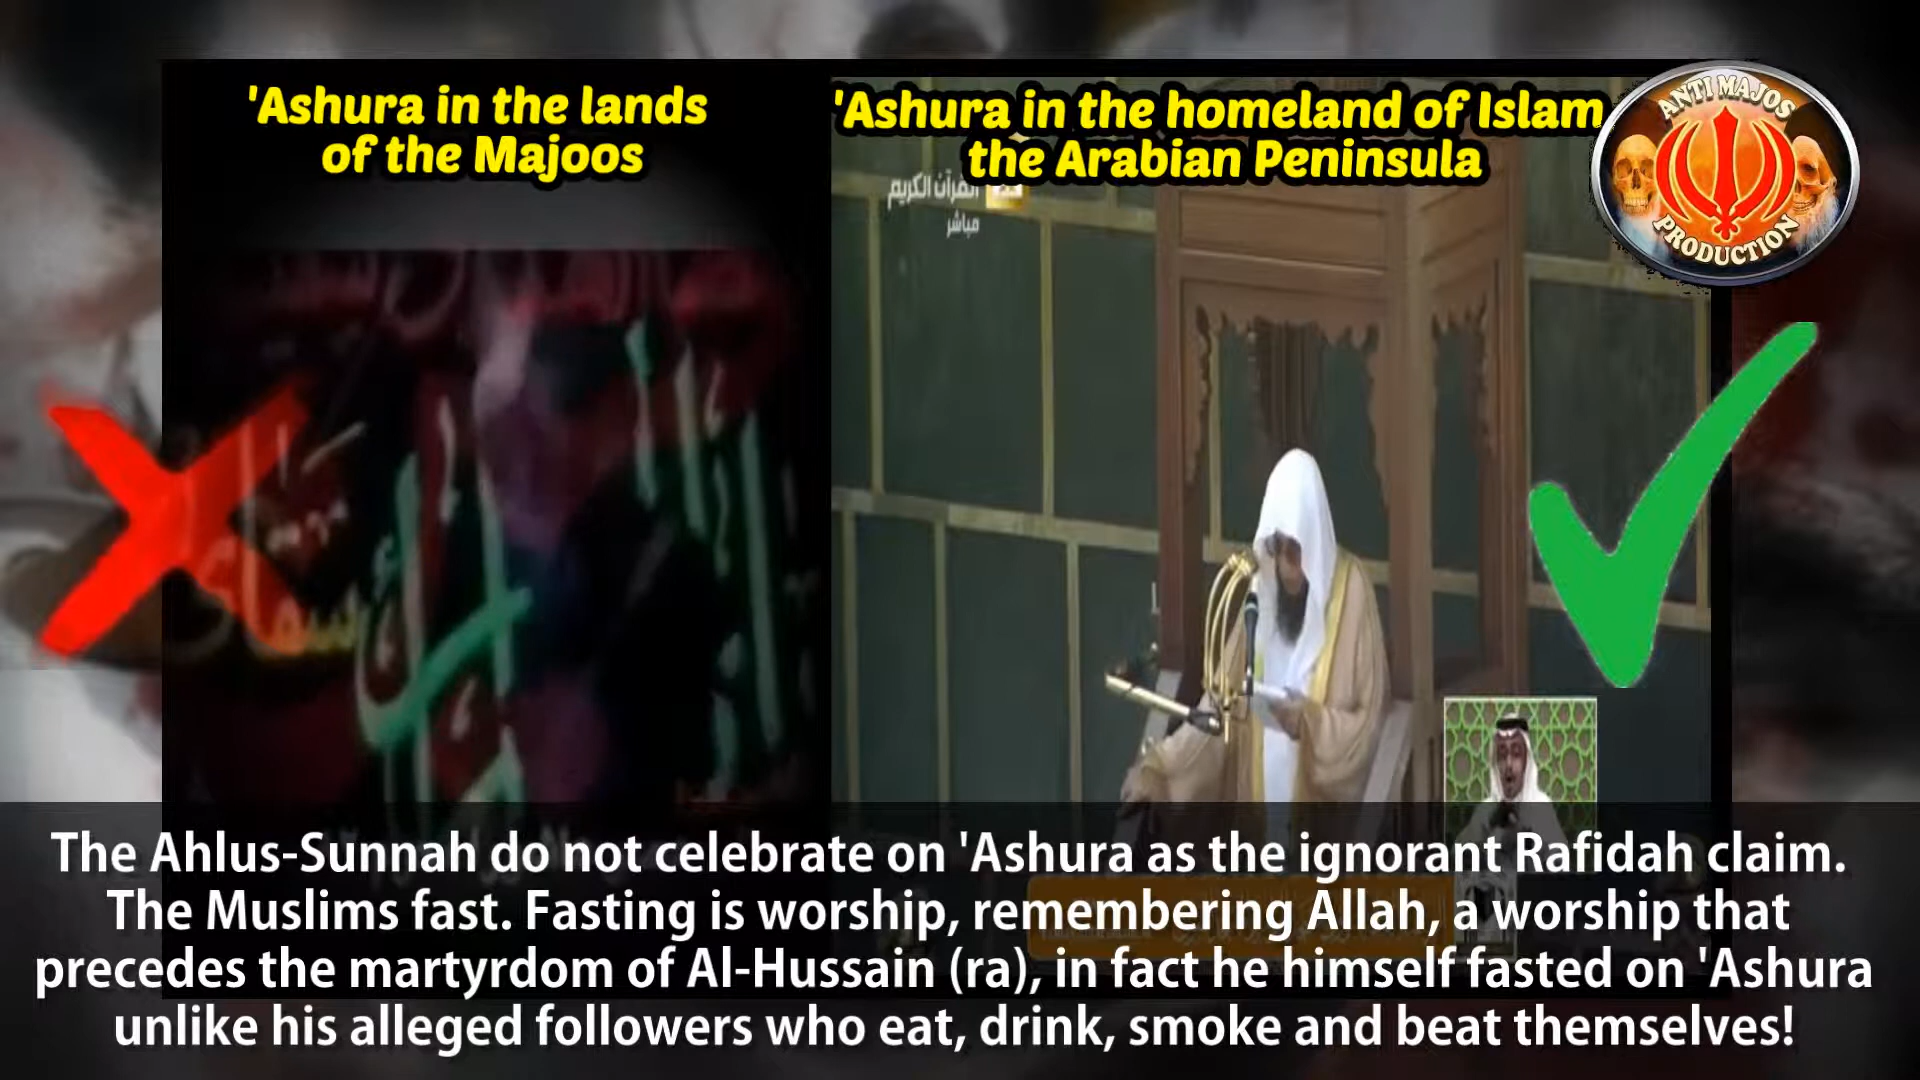 'Ashura in the lands
of the Majoos
'Ashura in the homeland of Islam
the Arabian Peninsula
ANTI MAJOS
PRODUCTION
القرآن الكريم
مباشر
The Ahlus-Sunnah do not celebrate on 'Ashura as the ignorant Rafidah claim.
The Muslims fast. Fasting is worship, remembering Allah, a worship that
precedes the martyrdom of Al-Hussain (ra), in fact he himself fasted on 'Ashura
unlike his alleged followers who eat, drink, smoke and beat themselves!